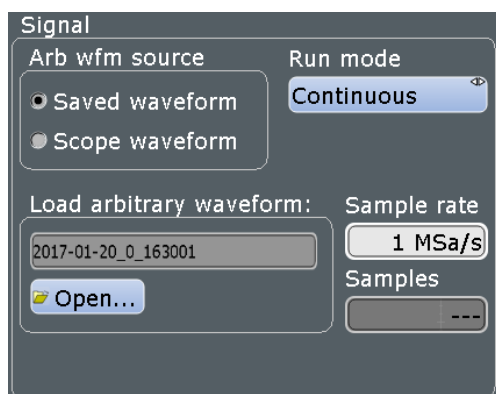 Signal
Arb wfm source
Run mode
Saved waveform
Continuous
Scope waveform
Load arbitrary waveform:
Sample rate
2017-01-20_0_163001
1 MSa/s
Open...
Samples
---